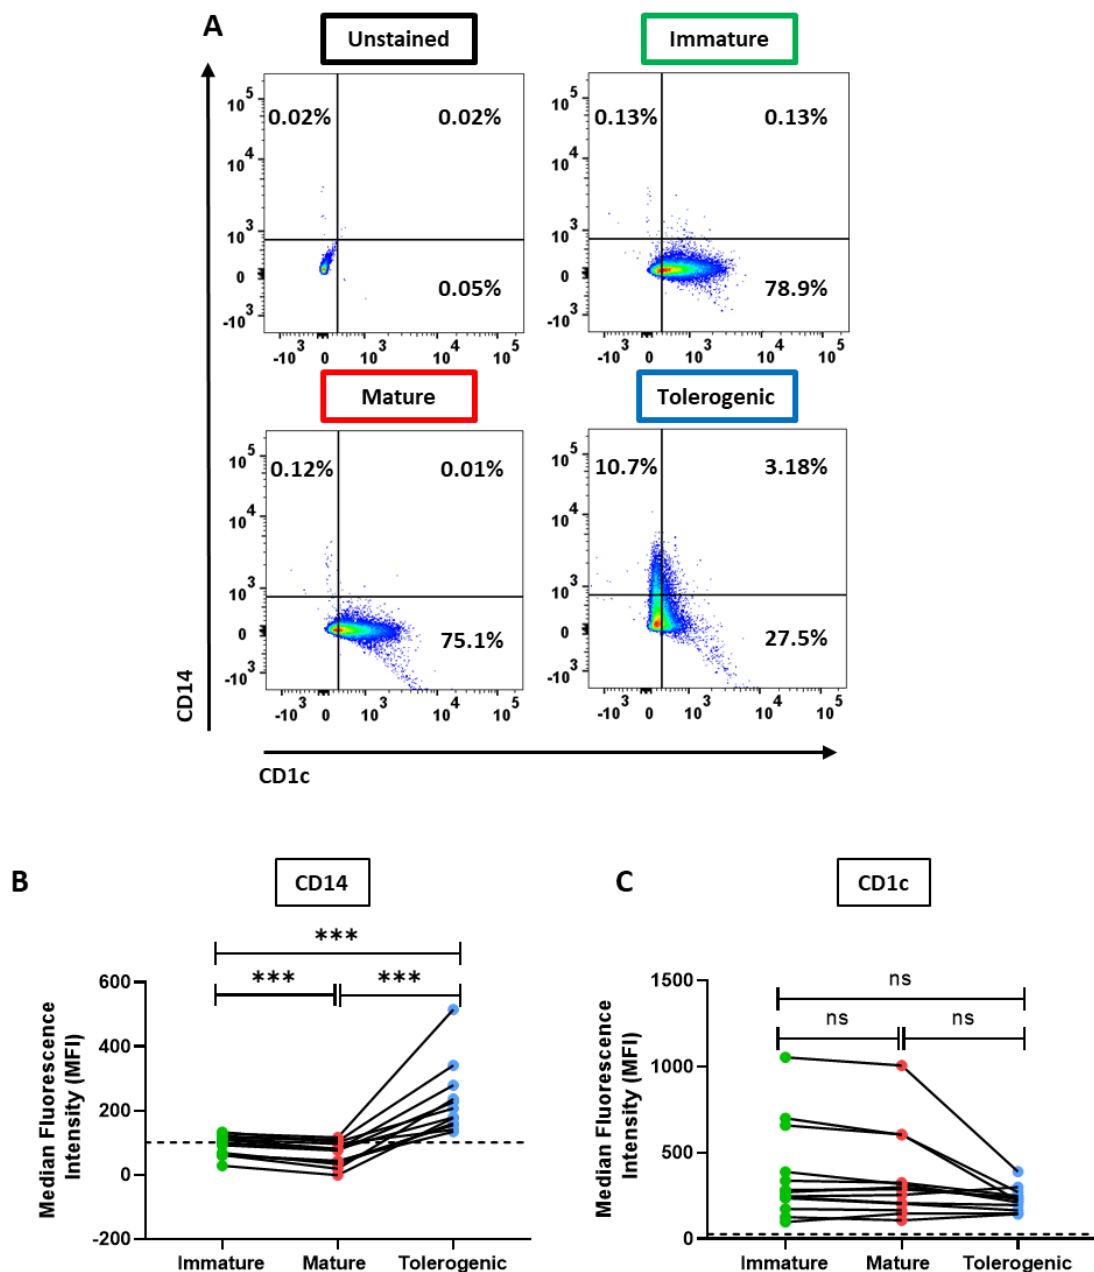 A
Unstained
Immature
10^5
10^4
10^3
0
-10^3
0.02%
0.02%
0.05%
-10^3
0
10^3
10^4
10^5
10^5
10^4
10^3
0
-10^3
0.13%
0.13%
78.9%
-10^3
0
10^3
10^4
10^5
Mature
Tolerogenic
10^5
10^4
10^3
0
-10^3
0.12%
0.01%
75.1%
-10^3
0
10^3
10^4
10^5
10^5
10^4
10^3
0
-10^3
10.7%
3.18%
27.5%
-10^3
0
10^3
10^4
10^5
CD14
CD1c
B
CD14
***
***
***
Median Fluorescence
Intensity (MFI)
600
400
200
0
-200
Immature
Mature
Tolerogenic
C
CD1c
ns
ns
ns
Median Fluorescence
Intensity (MFI)
1500
1000
500
0
Immature
Mature
Tolerogenic